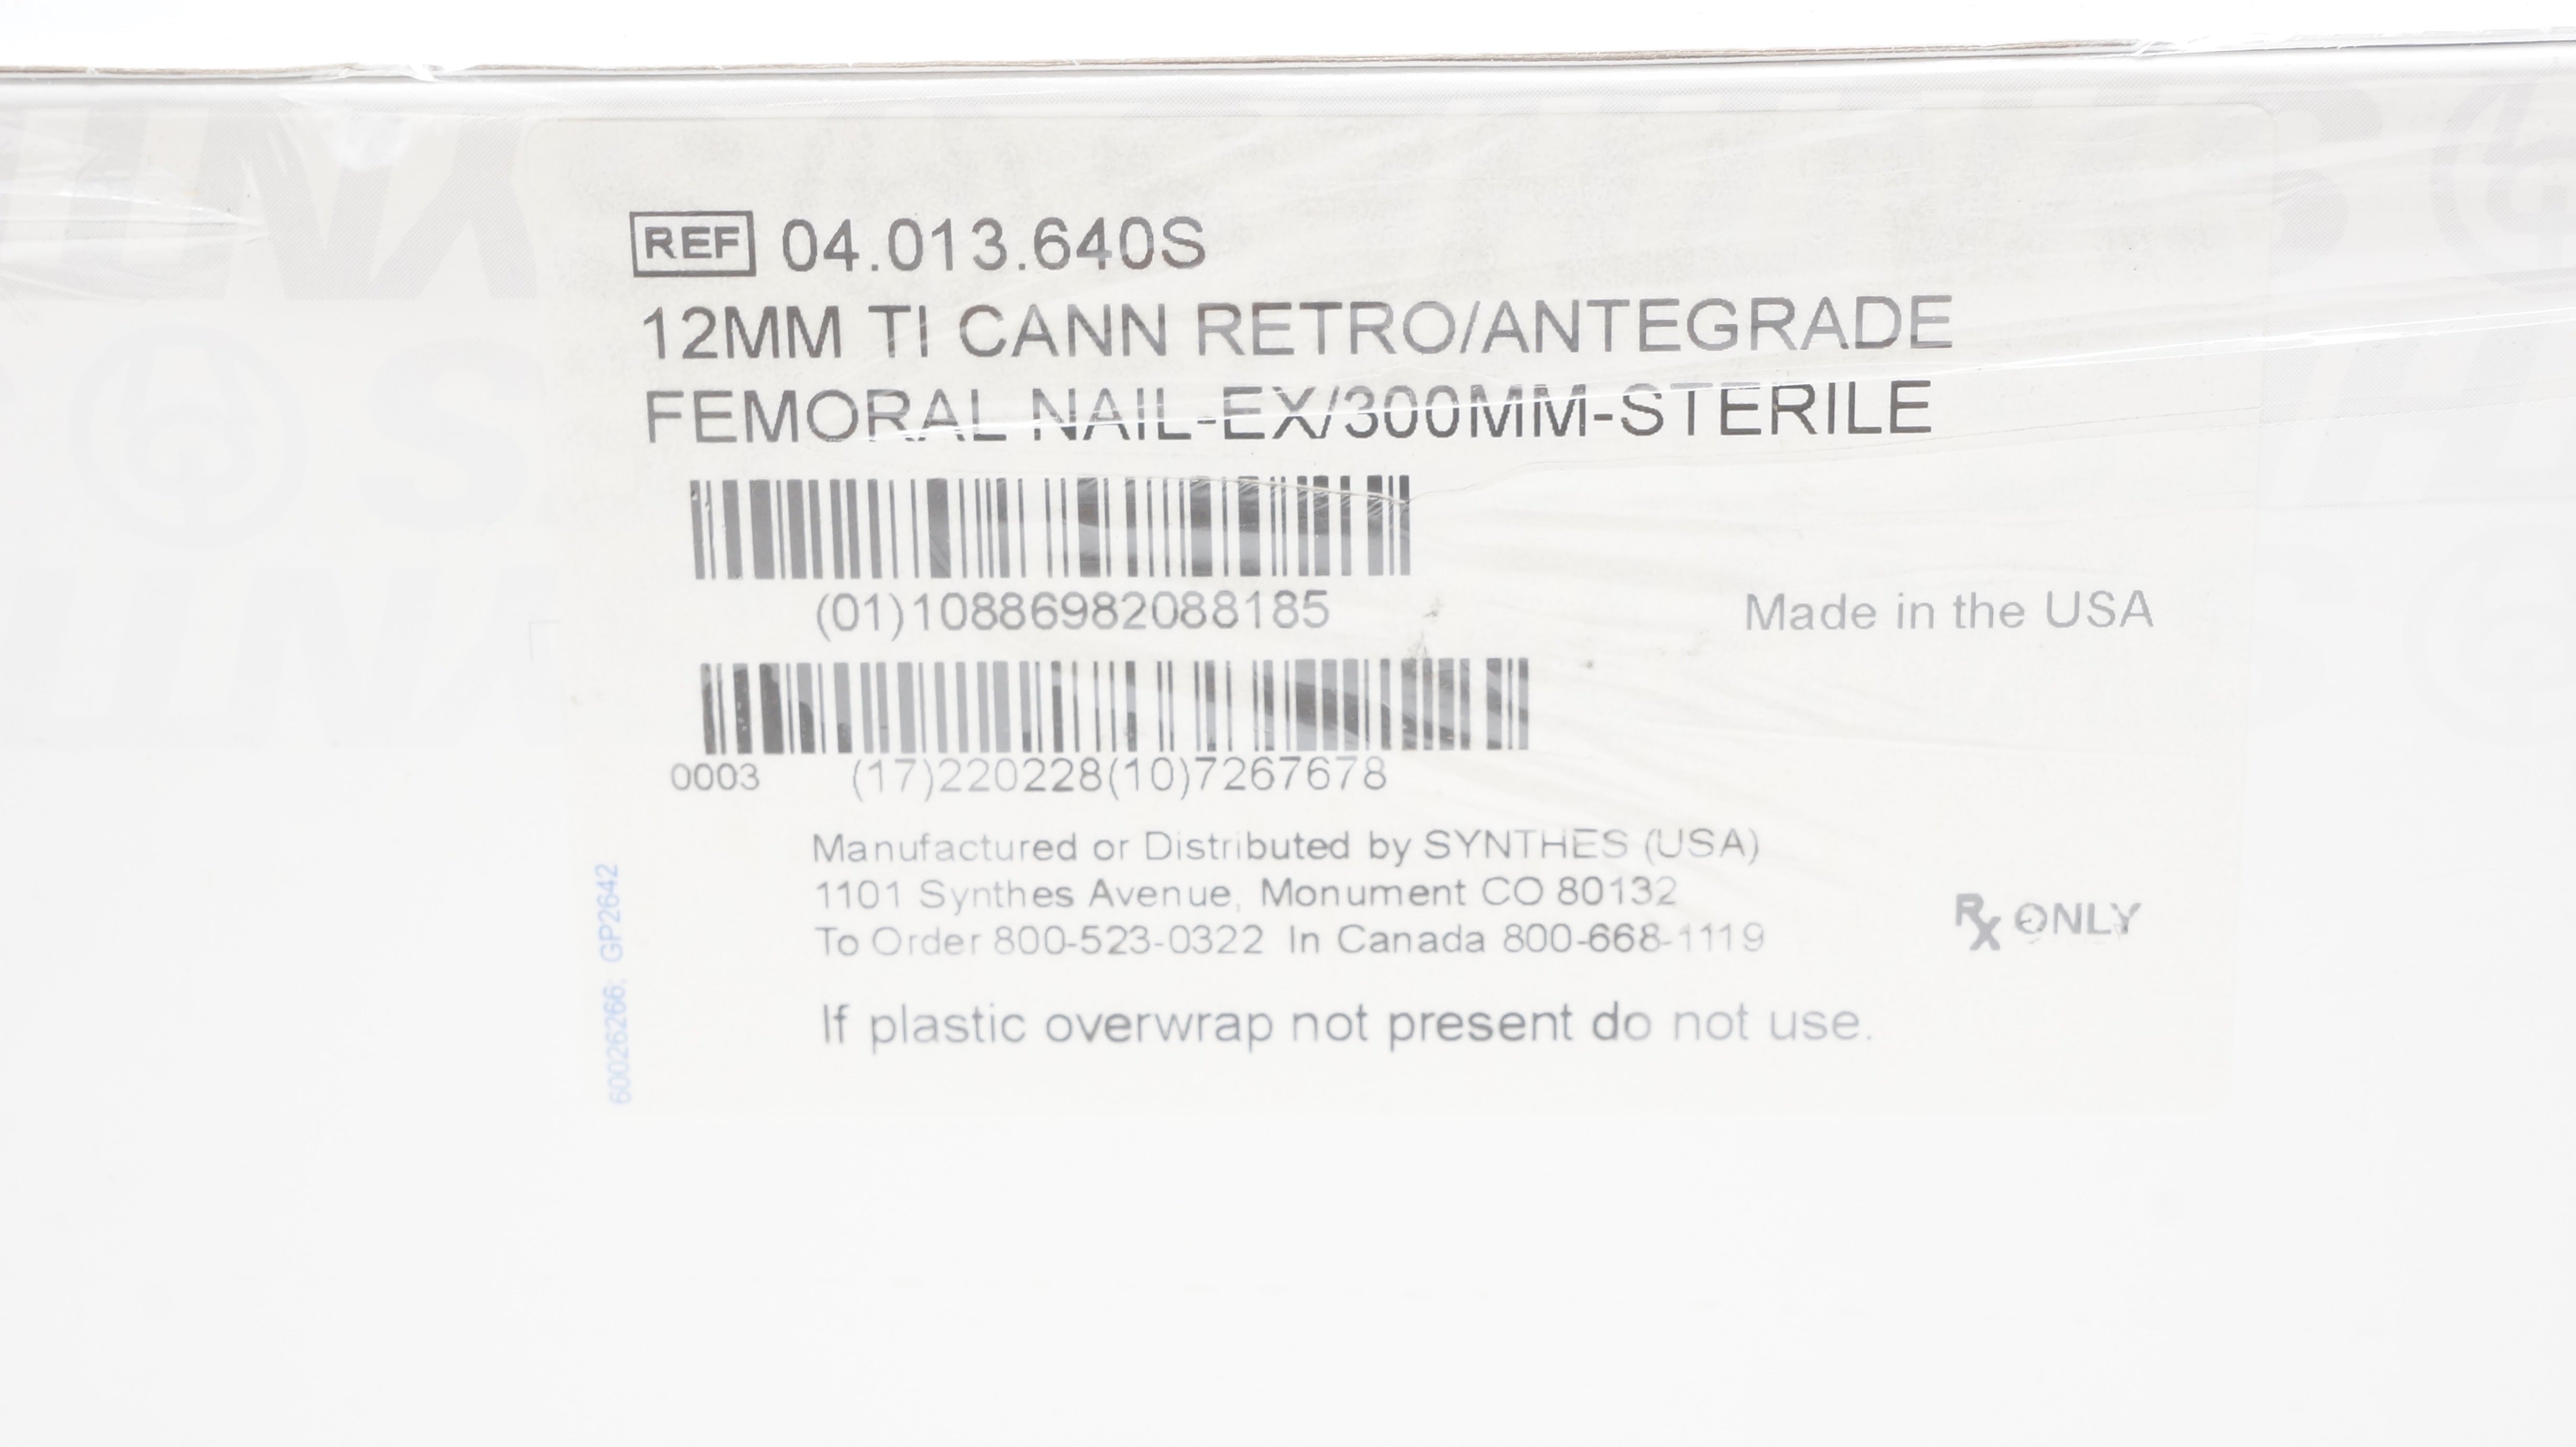 REF 04.013.640S
12MM TI CANN RETRO/ANTEGRADE
FEMORAL NAIL-EX/300MM-STERILE
(01)10886982088185
Made in the USA
0003 (17)220228(10)7267678
Manufactured or Distributed by SYNTHES (USA)
1101 Synthes Avenue, Monument CO 80132
To Order 800-523-0322 In Canada 800-668-1119
Rx ONLY
If plastic overwrap not present do not use.
60026266: GP2642